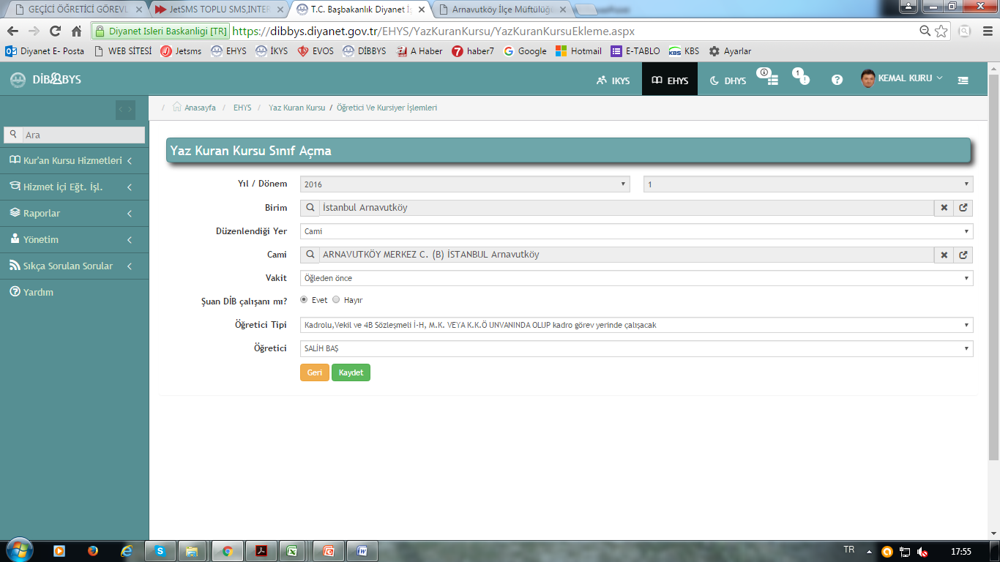 GEÇİCİ ÖĞRETİCİ GÖREVL
JetSMS TOPLU SMS,INTER
T.C. Başbakanlık Diyanet İş
Arnavutköy İlçe Müftülüğü
Diyanet Isleri Baskanligi [TR] https://dibbys.diyanet.gov.tr/EHYS/YazKuranKursu/YazKuranKursuEkleme.aspx
Diyanet E- Posta WEB SİTESİ Jetsms EHYS İKYS EVOS DİBBYS A Haber haber7 Google Hotmail E-TABLO KBS Ayarlar
DİBBYS IKYS EHYS DHYS 1 KEMAL KURU
/ Anasayfa / EHYS / Yaz Kuran Kursu / Öğretici Ve Kursiyer İşlemleri
Ara
Kur'an Kursu Hizmetleri
Hizmet İçi Eğt. İşl.
Raporlar
Yönetim
Sıkça Sorulan Sorular
Yardım
Yaz Kuran Kursu Sınıf Açma
Yıl / Dönem 2016 1
Birim İstanbul Arnavutköy
Düzenlendiği Yer Cami
Cami ARNAVUTKÖY MERKEZ C. (B) İSTANBUL Arnavutköy
Vakit Öğleden önce
Şuan DİB çalışanı mı? Evet Hayır
Öğretici Tipi Kadrolu,Vekil ve 4B Sözleşmeli İ-H, M.K. VEYA K.K.Ö UNVANINDA OLUP kadro görev yerinde çalışacak
Öğretici SALİH BAŞ
Geri Kaydet
TR 17:55